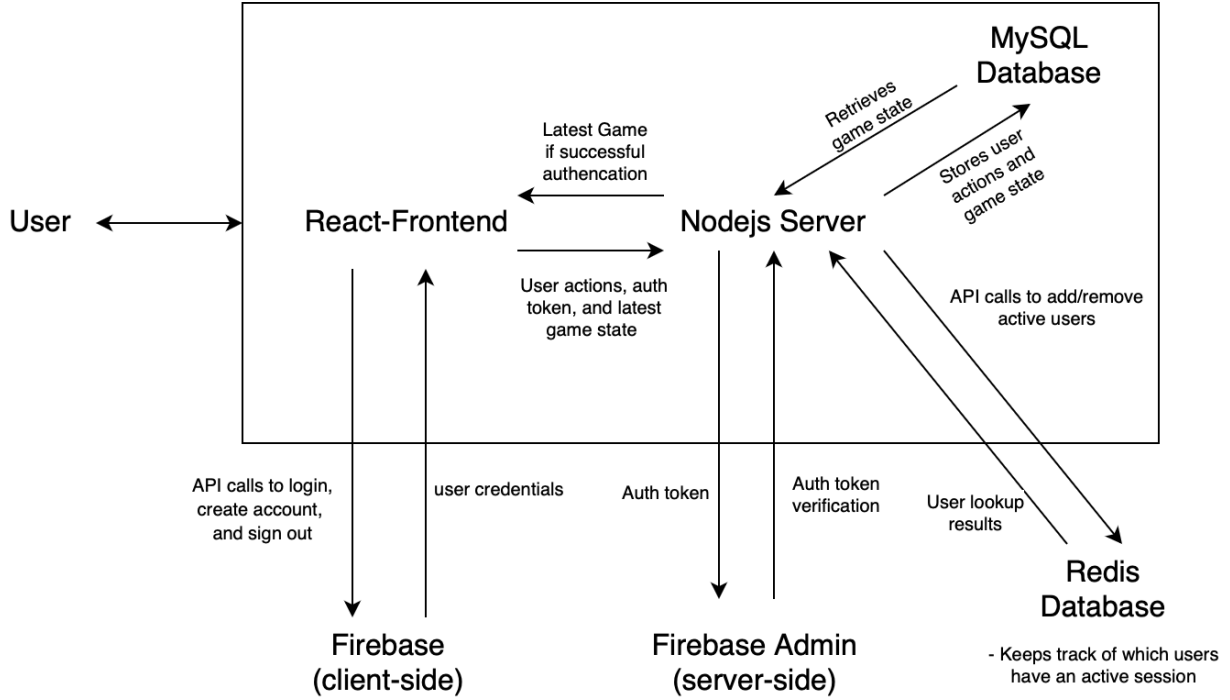 MySQL
Database
Retrieves
game state
Stores user
actions and
game state
Latest Game
if successful
authencation
User
React-Frontend
Nodejs Server
User actions, auth
token, and latest
game state
API calls to add/remove
active users
API calls to login,
create account,
and sign out
user credentials
Auth token
Auth token
verification
User lookup
results
Redis
Database
- Keeps track of which users
have an active session
Firebase
(client-side)
Firebase Admin
(server-side)